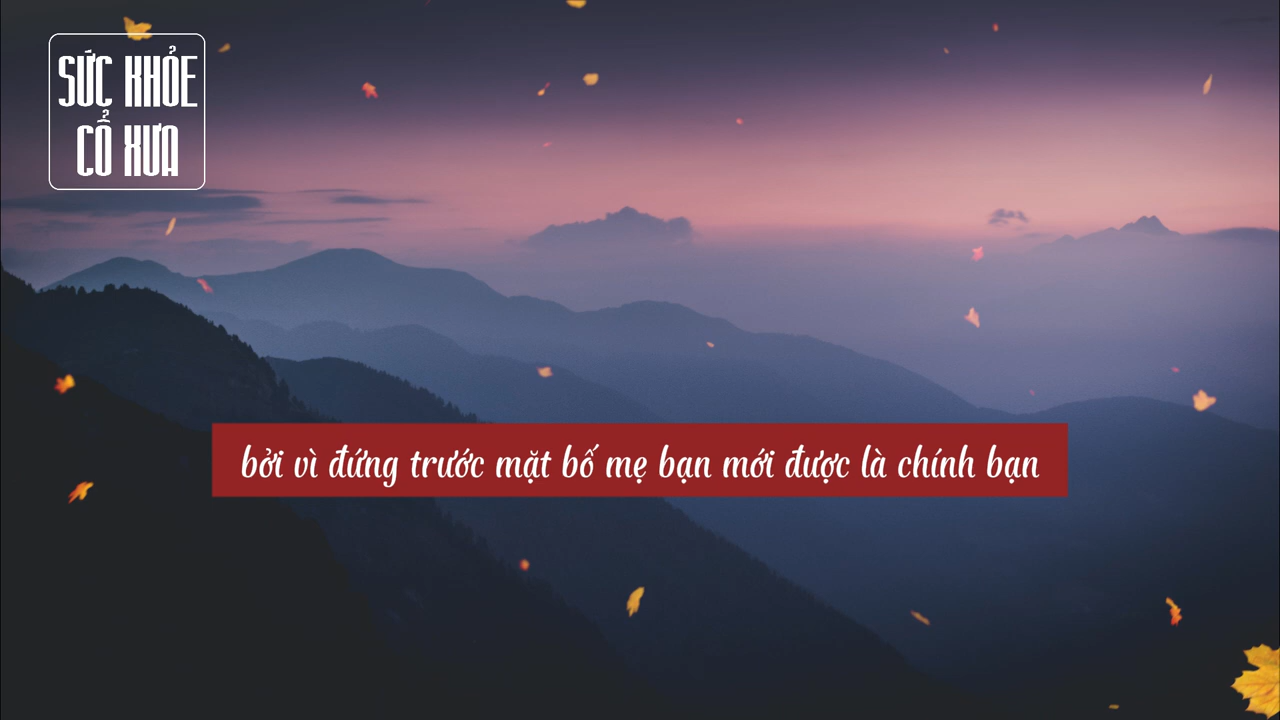 SỨC KHỎE
CỔ XƯA
bởi vì đứng trước mặt bố mẹ bạn mới được là chính bạn